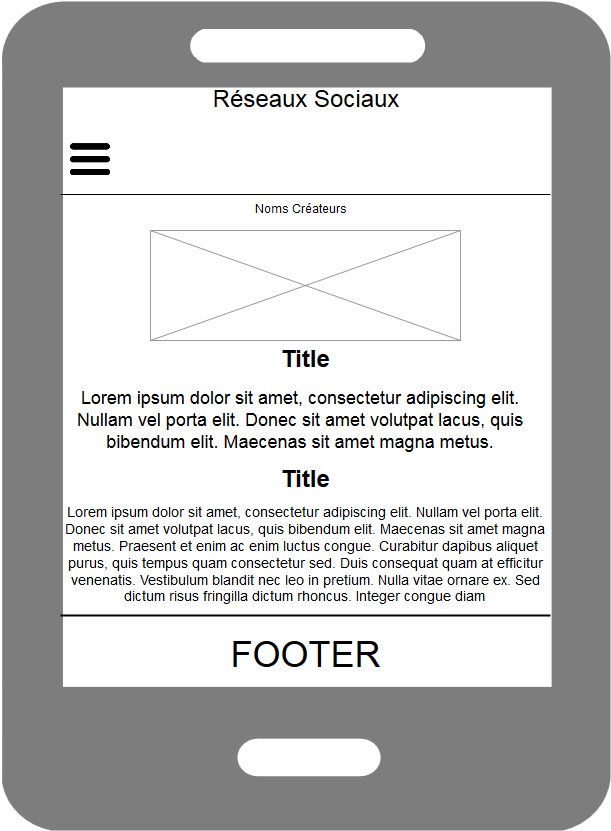 Réseaux Sociaux
Noms Créateurs
Title
Lorem ipsum dolor sit amet, consectetur adipiscing elit.
Nullam vel porta elit. Donec sit amet volutpat lacus, quis
bibendum elit. Maecenas sit amet magna metus.
Title
Lorem ipsum dolor sit amet, consectetur adipiscing elit. Nullam vel porta elit.
Donec sit amet volutpat lacus, quis bibendum elit. Maecenas sit amet magna
metus. Praesent et enim ac enim luctus congue. Curabitur dapibus aliquet
purus, quis tempus quam consectetur sed. Duis consequat quam at efficitur
venenatis. Vestibulum blandit nec leo in pretium. Nulla vitae ornare ex. Sed
dictum risus fringilla dictum rhoncus. Integer congue diam
FOOTER